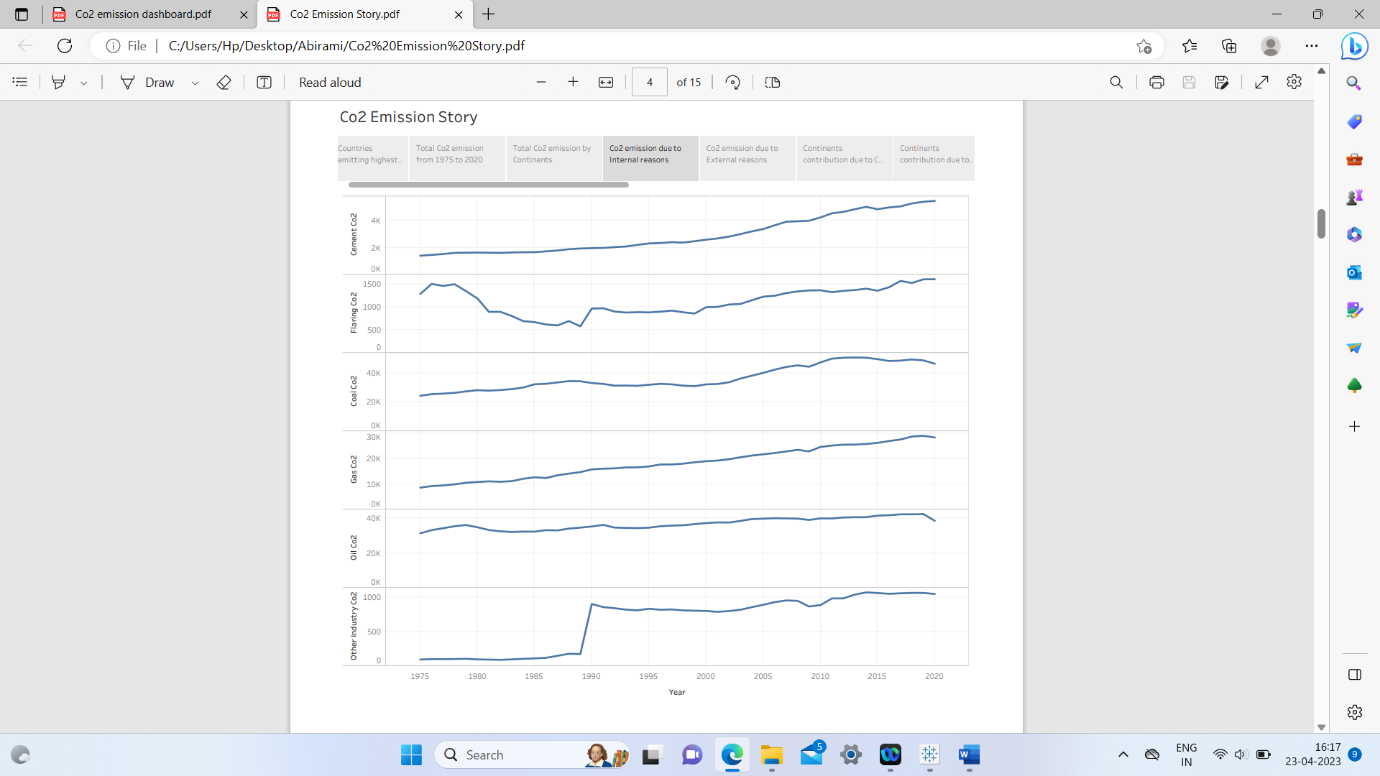 Co2 emission dashboard.pdf
Co2 Emission Story.pdf
File
C:/Users/Hp/Desktop/Abirami/Co2%20Emission%20Story.pdf
Draw
Read aloud
4
of 15
Co2 Emission Story
Countries
emitting highest...
Total Co2 emission
from 1975 to 2020
Total Co2 emission by
Continents
Co2 emission due to
Internal reasons
Co2 emission due to
External reasons
Continents
contribution due to C...
Continents
contribution due to...
Cement Co2
4K
2K
0K
Flaring Co2
1500
1000
500
0
Coal Co2
40K
20K
0K
Gas Co2
30K
20K
10K
0K
Oil Co2
40K
20K
0K
Other Industry Co2
1000
500
0
1975 1980 1985 1990 1995 2000 2005 2010 2015 2020
Year
Search
5
ENG
IN
16:17
23-04-2023
9